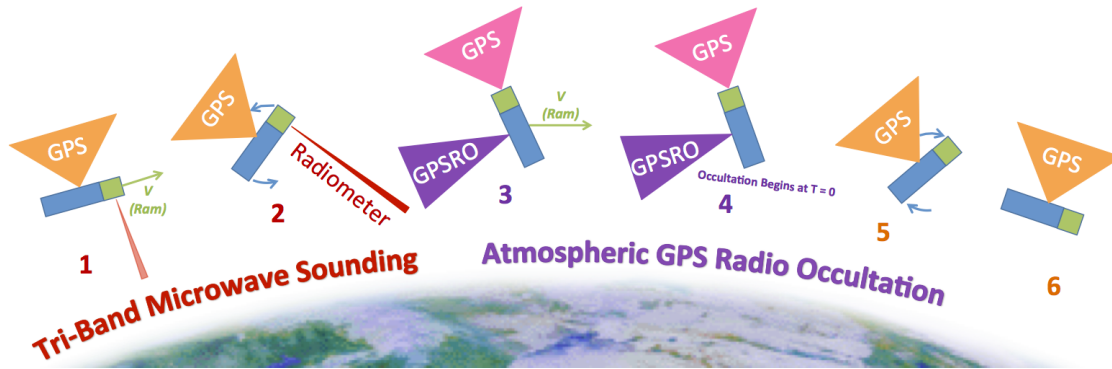 GPS
V
(Ram)
1
GPS
Radiometer
2
GPS
V
(Ram)
GPSRO
3
GPS
GPSRO
Occultation Begins at T = 0
4
GPS
5
GPS
6
Tri-Band Microwave Sounding
Atmospheric GPS Radio Occultation